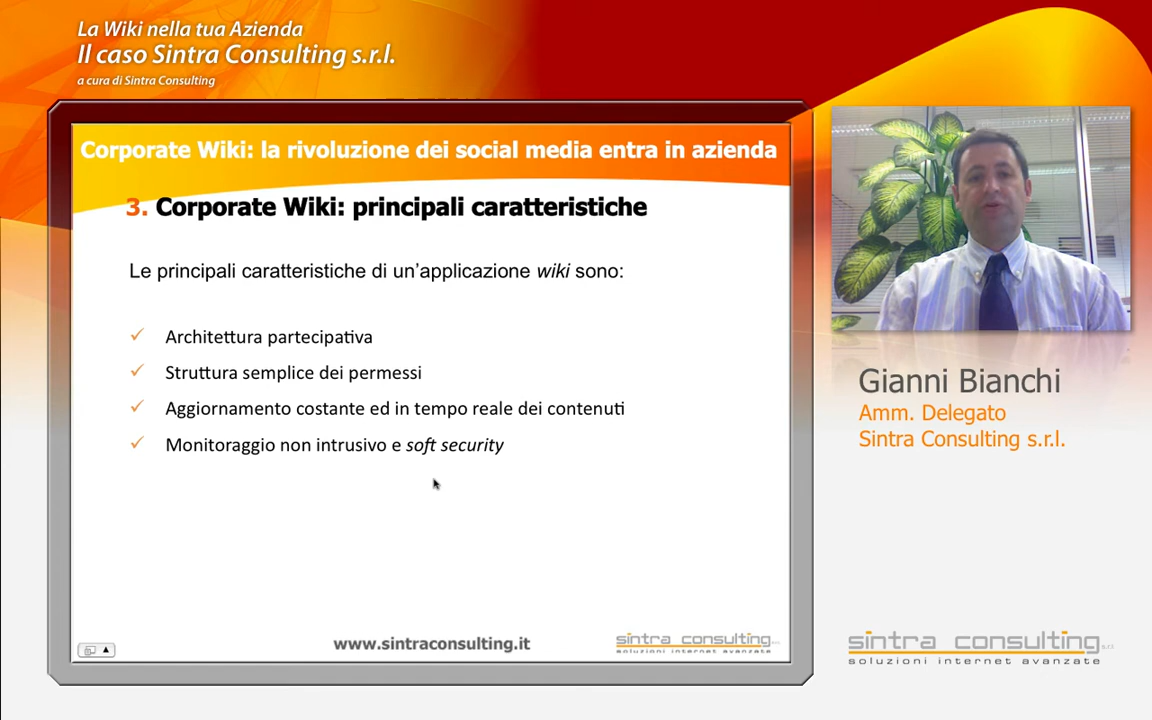 La Wiki nella tua Azienda
Il caso Sintra Consulting s.r.l.
a cura di Sintra Consulting
Corporate Wiki: la rivoluzione dei social media entra in azienda
3. Corporate Wiki: principali caratteristiche
Le principali caratteristiche di un’applicazione wiki sono:
Architettura partecipativa
Struttura semplice dei permessi
Aggiornamento costante ed in tempo reale dei contenuti
Monitoraggio non intrusivo e soft security
www.sintraconsulting.it
sintra consulting
soluzioni internet avanzate
Gianni Bianchi
Amm. Delegato
Sintra Consulting s.r.l.
sintra consulting s.r.l.
soluzioni internet avanzate